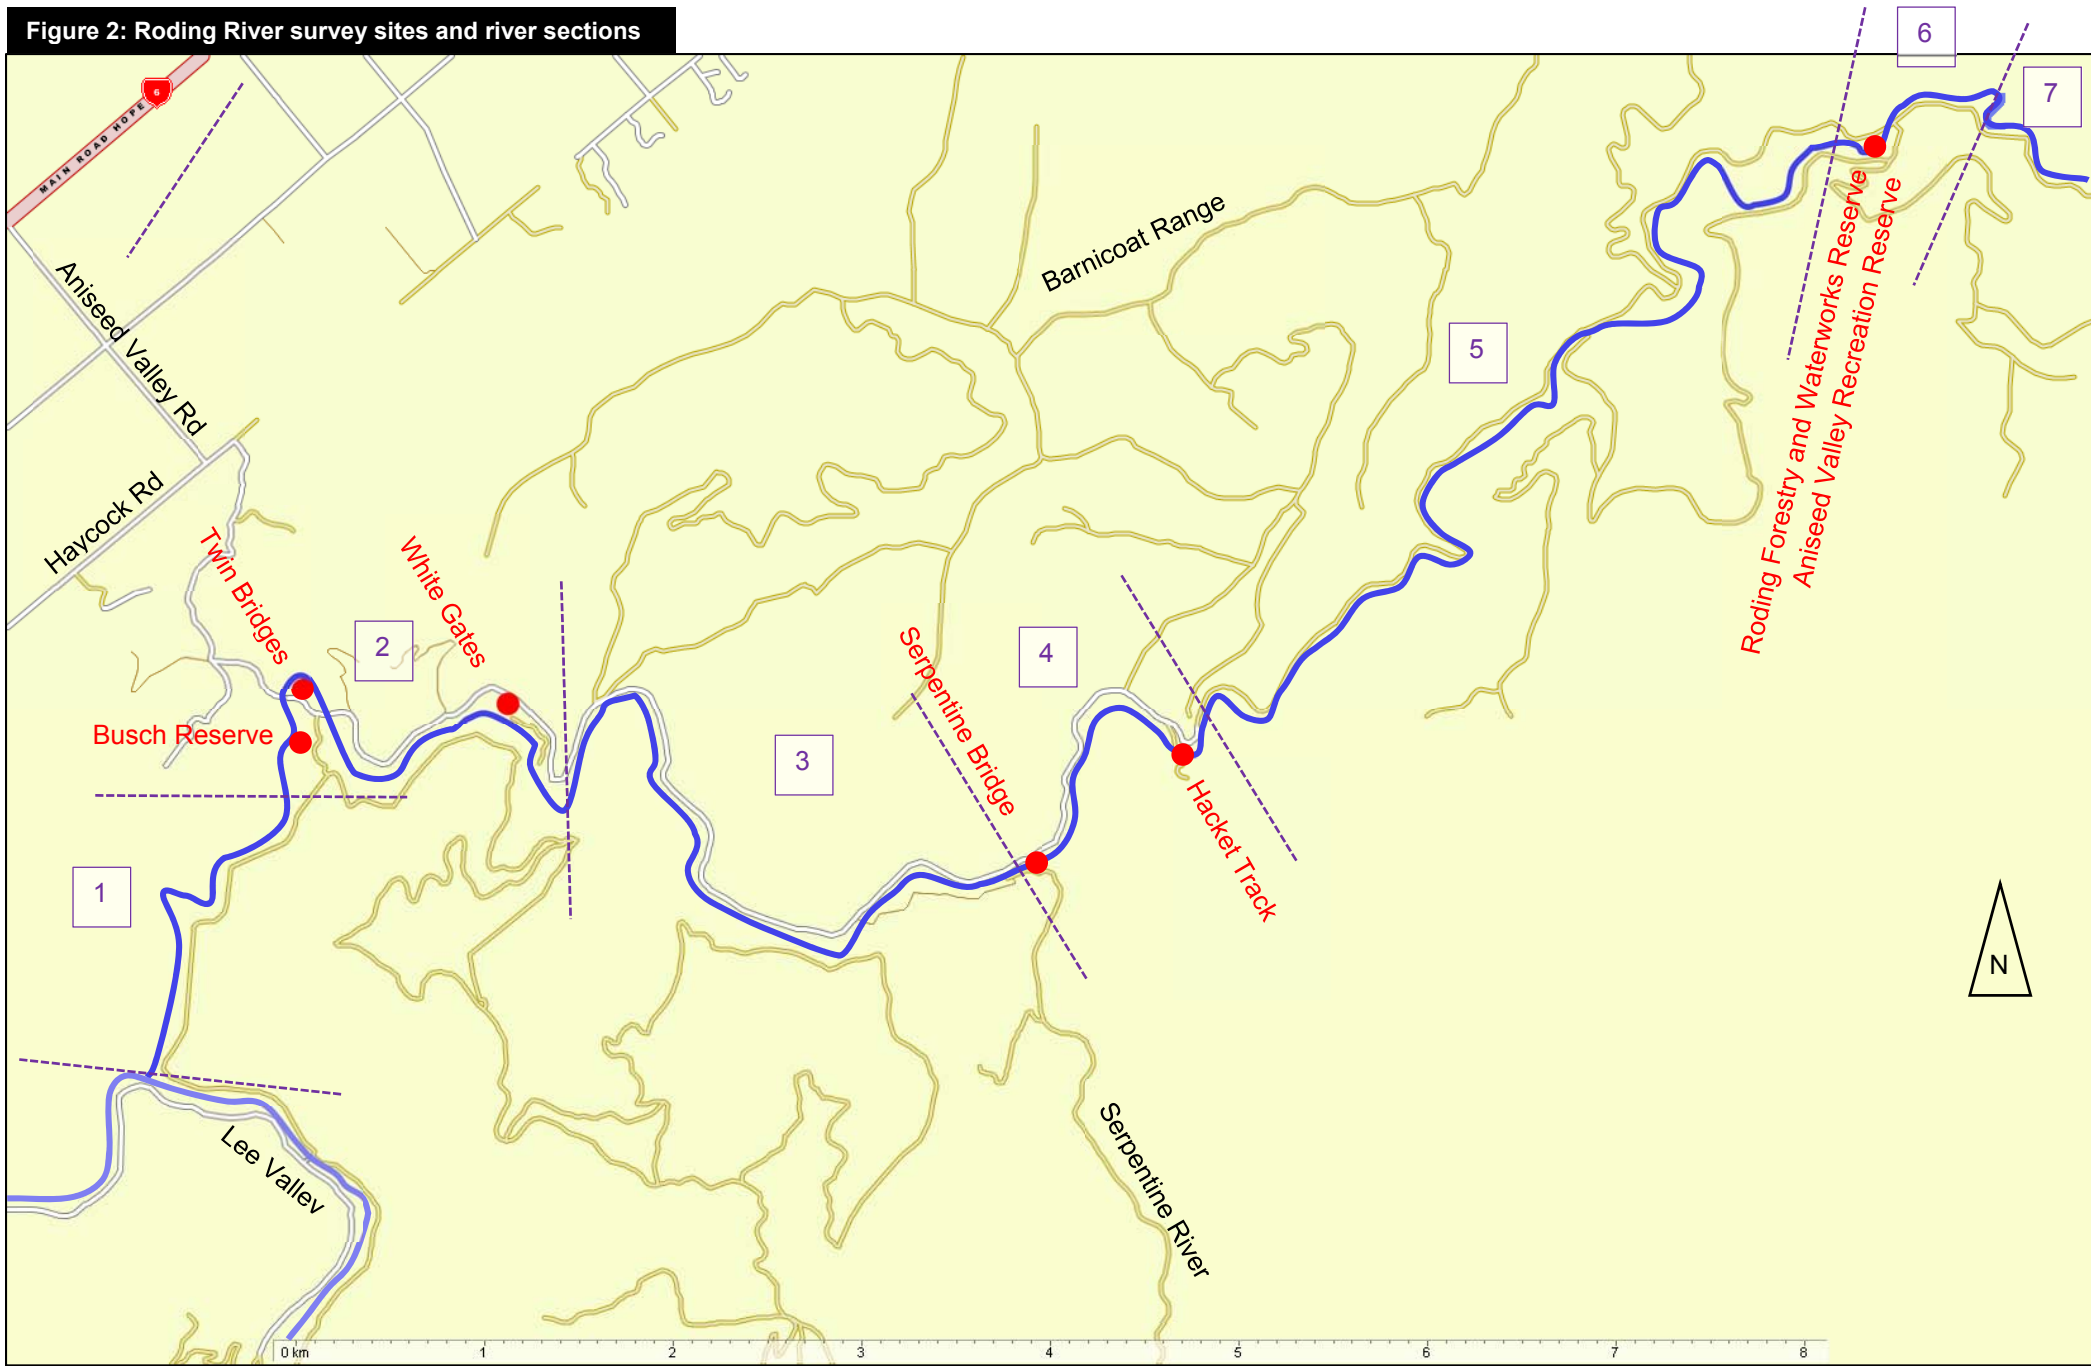 Figure 2: Roding River survey sites and river sections
6
7
6
MAIN ROAD HOPE
Aniseed Valley Rd
Barnicoat Range
Roding Forestry and Waterworks Reserve
Aniseed Valley Recreation Reserve
5
Haycock Rd
Twin Bridges
White Gates
2
Serpentine Bridge
4
Busch Reserve
3
Hacket Track
1
N
Lee Valley
Serpentine River
0 km 1 2 3 4 5 6 7 8